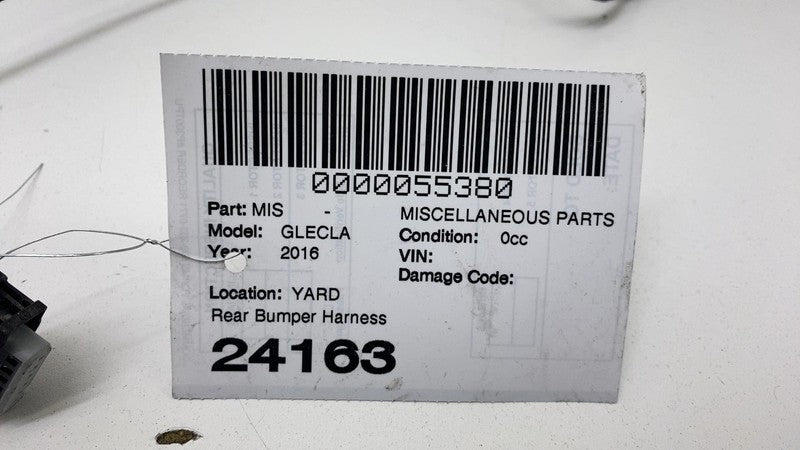 0000055380
Part: MIS - MISCELLANEOUS PARTS
Model: GLECLA Condition: 0cc
Year: 2016 VIN:
Damage Code:
Location: YARD
Rear Bumper Harness
24163